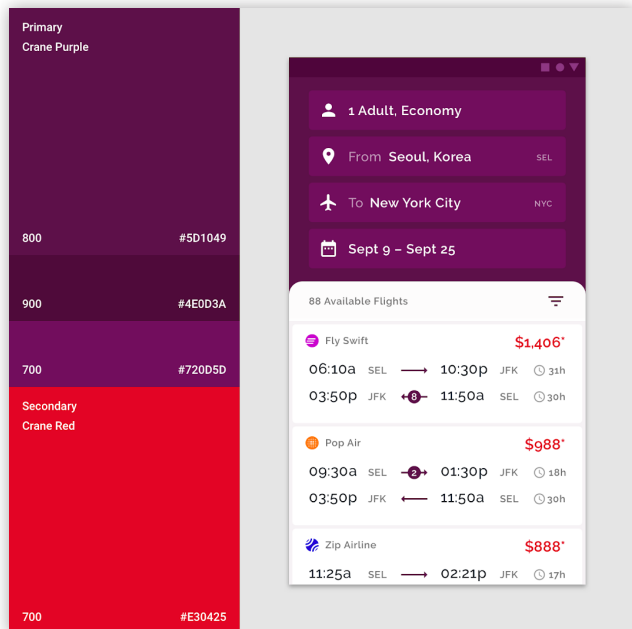 Primary
Crane Purple
800 #5D1049
900 #4E0D3A
700 #720D5D
Secondary
Crane Red
700 #E30425
1 Adult, Economy
From Seoul, Korea SEL
To New York City NYC
Sept 9 – Sept 25
88 Available Flights
Fly Swift $1,406*
06:10a SEL 10:30p JFK 31h
03:50p JFK 8 11:50a SEL 30h
Pop Air $988*
09:30a SEL 2 01:30p JFK 18h
03:50p JFK 11:50a SEL 30h
Zip Airline $888*
11:25a SEL 02:21p JFK 17h